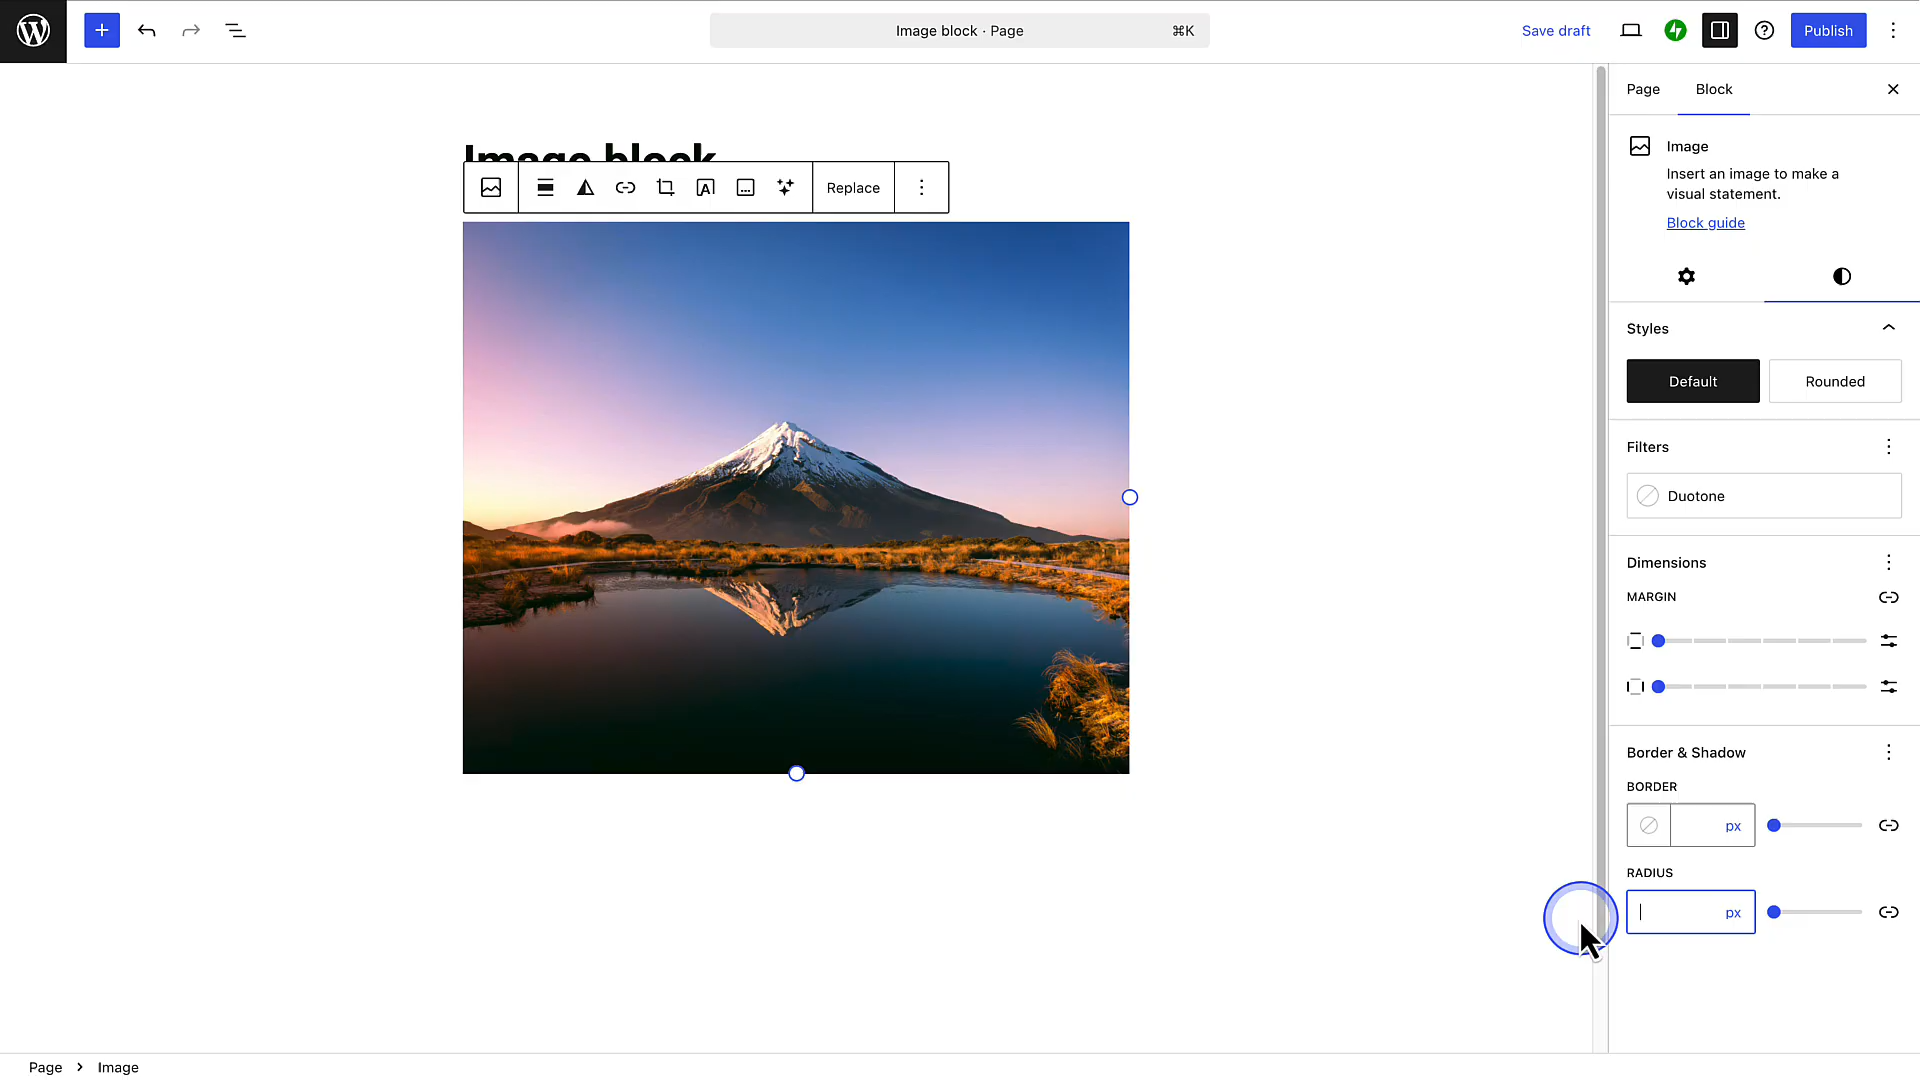 Image block · Page
⌘K
Save draft
Publish
Page
Block
Image block
Replace
Image
Insert an image to make a
visual statement.
Block guide
Styles
Default
Rounded
Filters
Duotone
Dimensions
MARGIN
Border & Shadow
BORDER
px
RADIUS
px
Page
Image